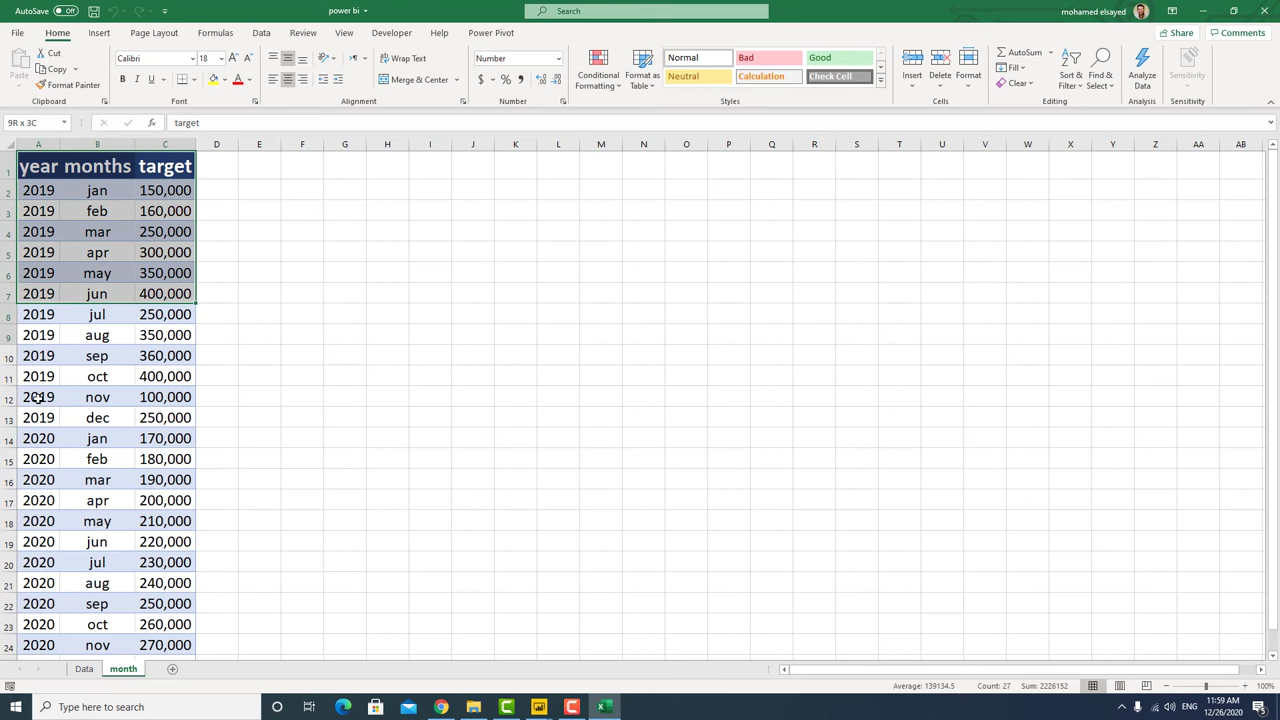 AutoSave Off power bi Search mohamed elsayed
File Home Insert Page Layout Formulas Data Review View Developer Help Power Pivot Share Comments
Cut Calibri 18 Wrap Text Number Normal Bad Good AutoSum
Paste Copy Merge & Center Conditional Formatting Format as Table Neutral Calculation Check Cell Insert Delete Format Fill Sort & Filter Find & Select Analyze Data Sensitivity
Format Painter Clear
Clipboard Font Alignment Number Styles Cells Editing Analysis Sensitivity
9R x 3C fx target
A B C D E F G H I J K L M N O P Q R S T U V W X Y Z AA AB
1 year months target
2 2019 jan 150,000
3 2019 feb 160,000
4 2019 mar 250,000
5 2019 apr 300,000
6 2019 may 350,000
7 2019 jun 400,000
8 2019 jul 250,000
9 2019 aug 350,000
10 2019 sep 360,000
11 2019 oct 400,000
12 2019 nov 100,000
13 2019 dec 250,000
14 2020 jan 170,000
15 2020 feb 180,000
16 2020 mar 190,000
17 2020 apr 200,000
18 2020 may 210,000
19 2020 jun 220,000
20 2020 jul 230,000
21 2020 aug 240,000
22 2020 sep 250,000
23 2020 oct 260,000
24 2020 nov 270,000
Data month
Average: 139134.5 Count: 27 Sum: 2226152 100%
Type here to search ENG 11:59 AM
12/26/2020 5